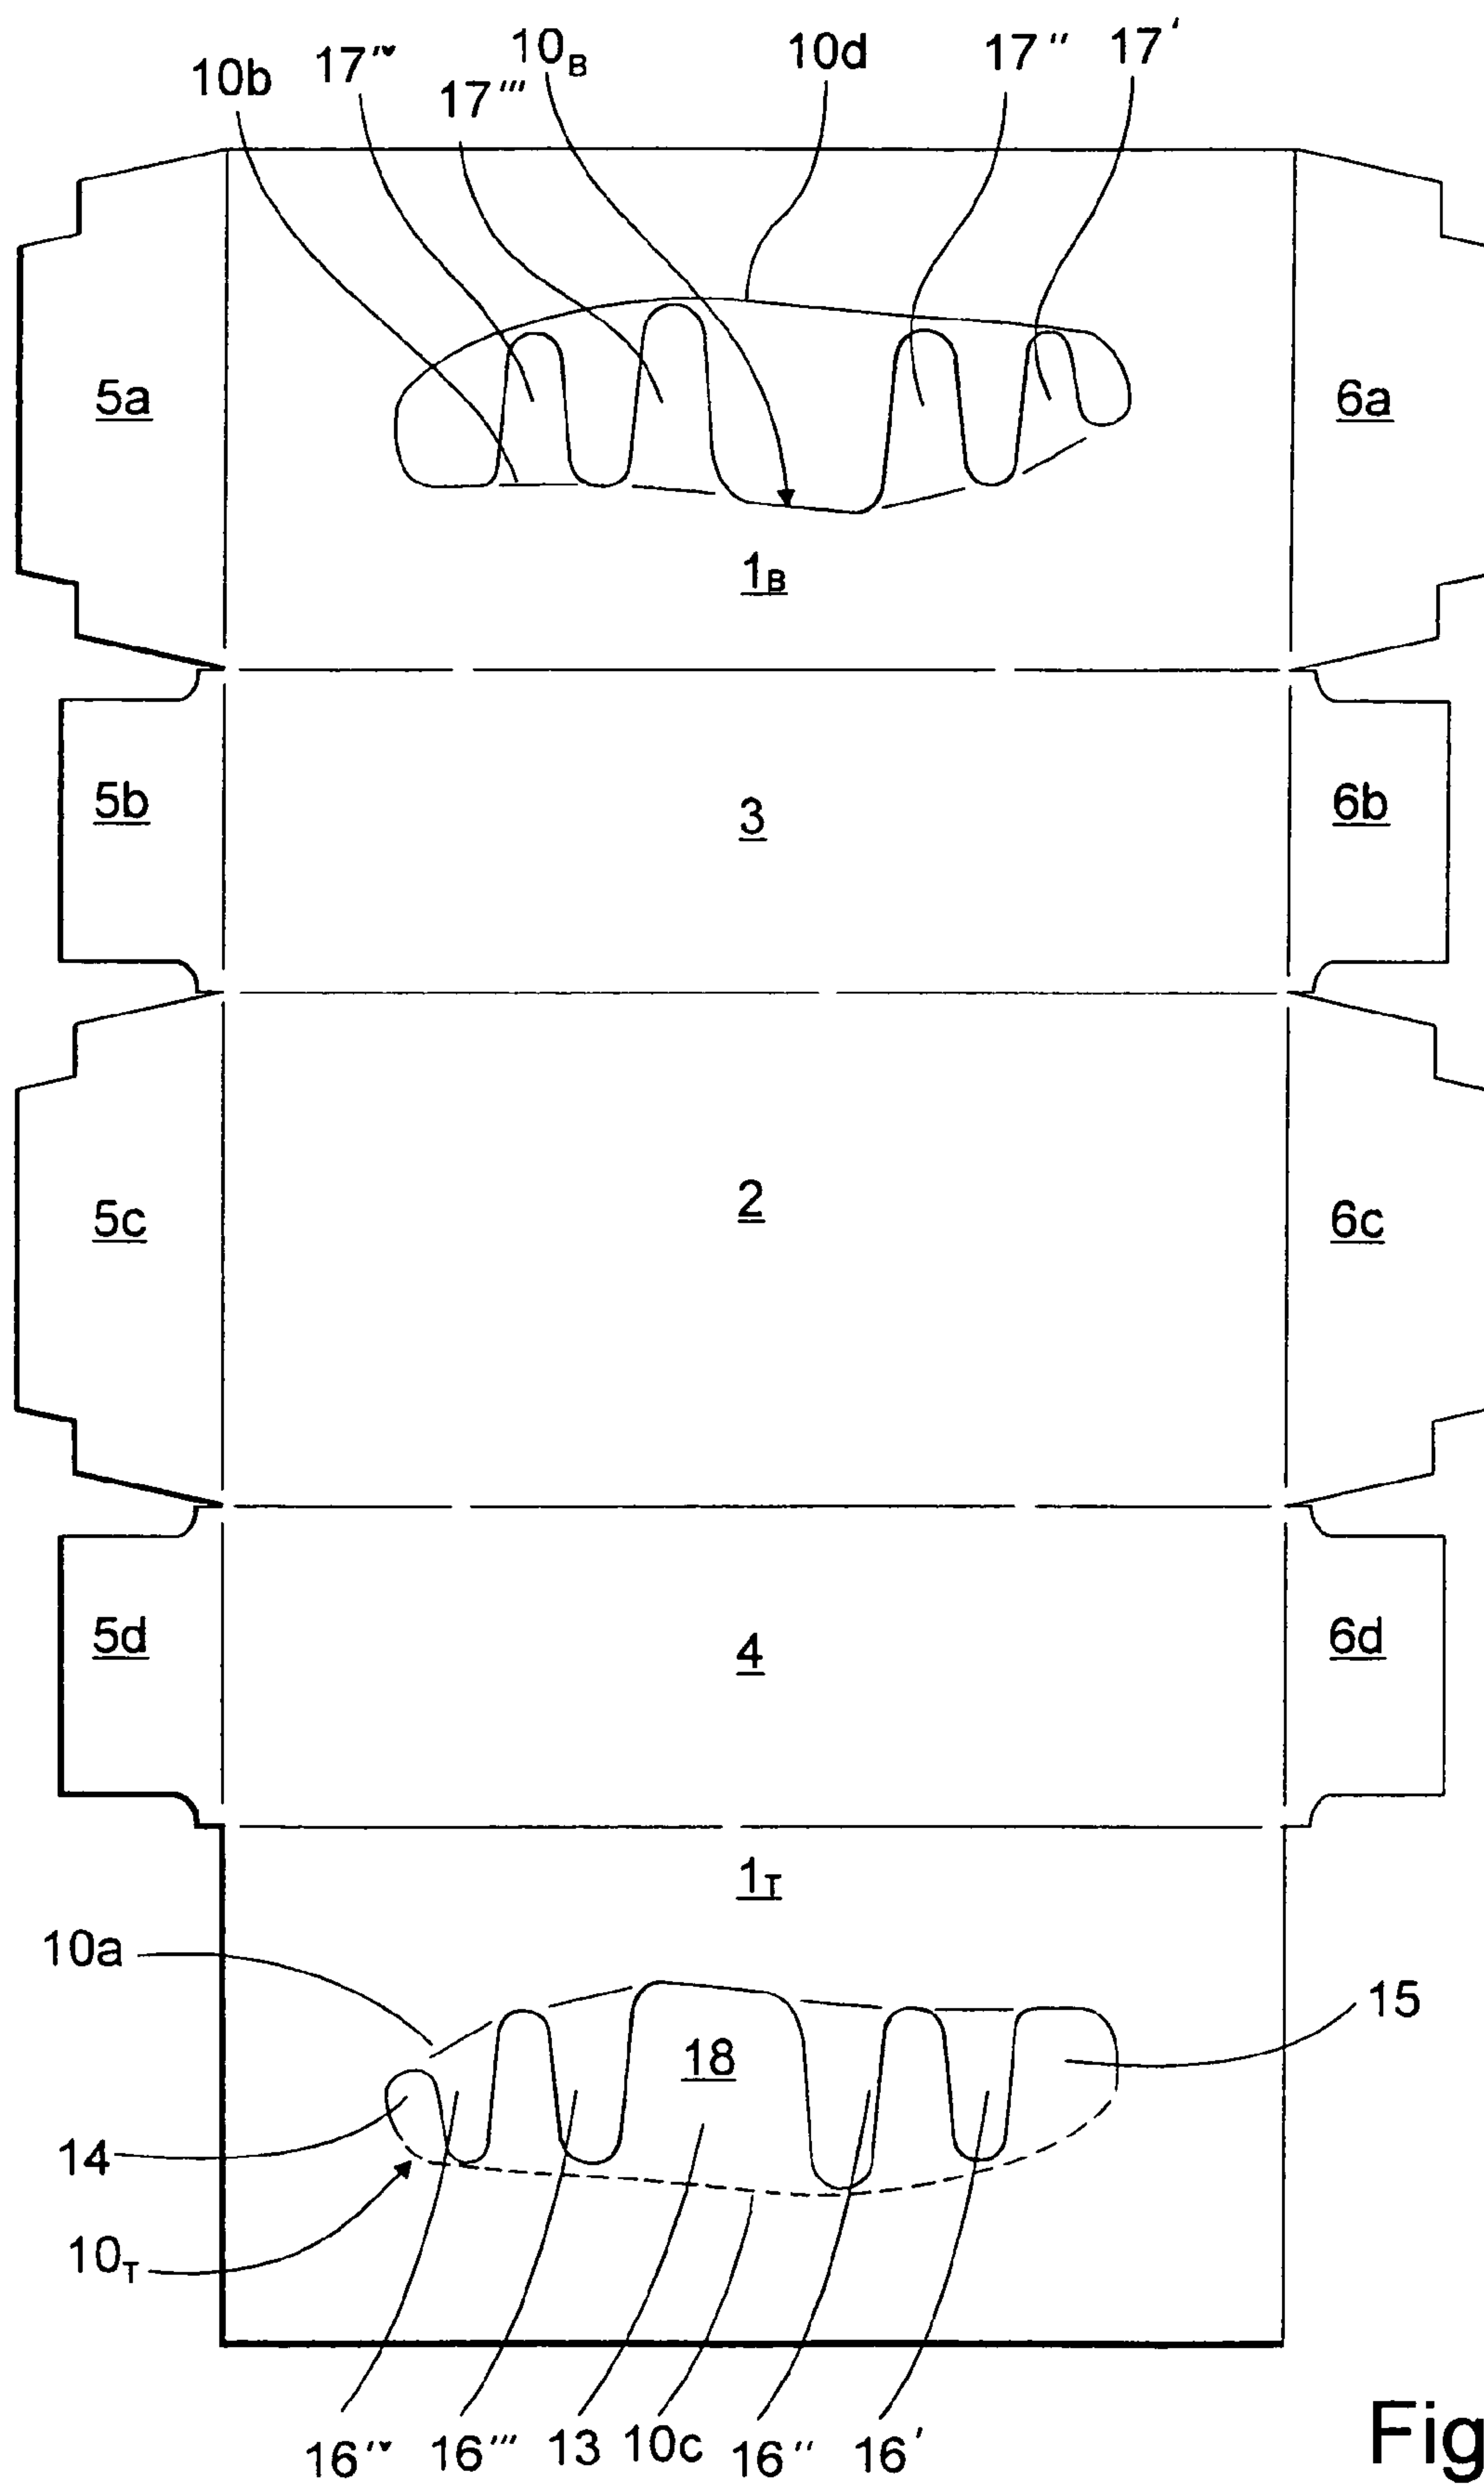 10b 17'ᵛ 17''' 10B 10d 17'' 17'
5a 6a
1B
5b 3 6b
5c 2 6c
5d 4 6d
1T
10a
15
18
14
10T
16'ᵛ 16''' 13 10c 16'' 16'
Fig